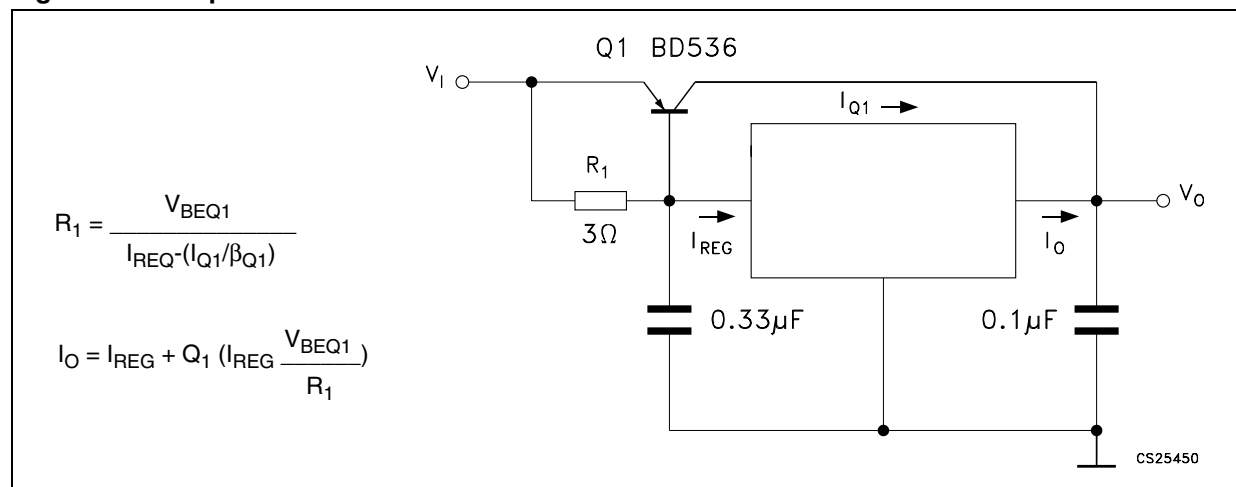 Q1 BD536
V_I
I_Q1
R_1
3Ω
I_REG
I_O
V_O
0.33µF
0.1µF
R_1 = V_BEQ1 / I_REQ-(I_Q1/β_Q1)
I_O = I_REG + Q_1 (I_REG V_BEQ1 / R_1)
CS25450